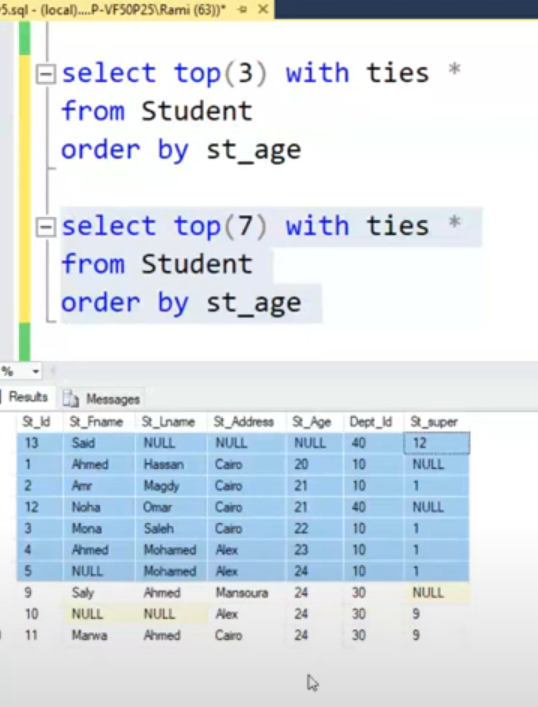 5.sql - (local)....P-VF50P25\Rami (63))*
select top(3) with ties *
from Student
order by st_age
select top(7) with ties *
from Student
order by st_age
%
Results Messages
St_Id St_Fname St_Lname St_Address St_Age Dept_Id St_super
13 Said NULL NULL NULL 40 12
1 Ahmed Hassan Cairo 20 10 NULL
2 Amr Magdy Cairo 21 10 1
12 Noha Omar Cairo 21 40 NULL
3 Mona Saleh Cairo 22 10 1
4 Ahmed Mohamed Alex 23 10 1
5 NULL Mohamed Alex 24 10 1
9 Saly Ahmed Mansoura 24 30 NULL
10 NULL NULL Alex 24 30 9
11 Marwa Ahmed Cairo 24 30 9